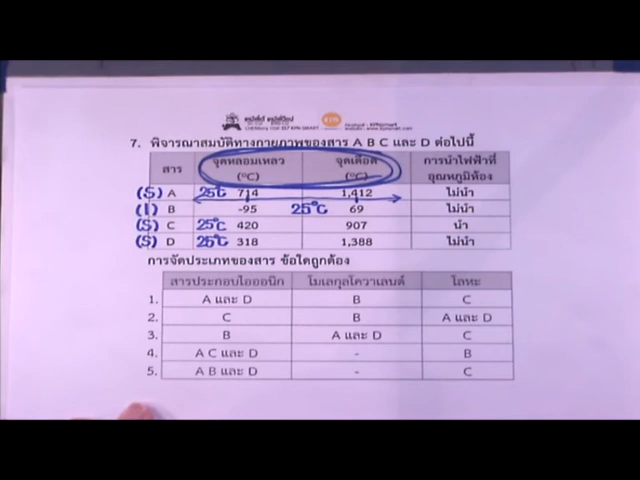 7. พิจารณาสมบัติทางกายภาพของสาร A B C และ D ต่อไปนี้
สาร จุดหลอมเหลว (°C) จุดเดือด (°C) การนำไฟฟ้าที่อุณหภูมิห้อง
(S) A 25°C 714 1,412 ไม่นำ
(l) B -95 25°C 69 ไม่นำ
(S) C 25°C 420 907 นำ
(S) D 25°C 318 1,388 ไม่นำ
การจัดประเภทของสาร ข้อใดถูกต้อง
สารประกอบไอออนิก โมเลกุลโควาเลนต์ โลหะ
1. A และ D B C
2. C B A และ D
3. B A และ D C
4. A C และ D - B
5. A B และ D - C